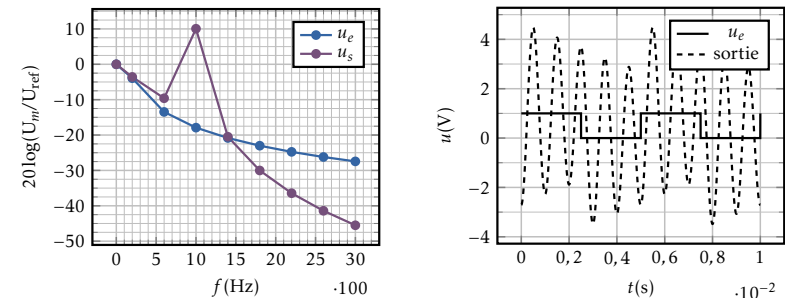 20log(U_m/U_ref)
10
0
−10
−20
−30
−40
−50
u_e
u_s
0 5 10 15 20 25 30
f(Hz) ·100
u(V)
4
2
0
−2
−4
u_e
sortie
0 0,2 0,4 0,6 0,8 1
t(s) ·10⁻²